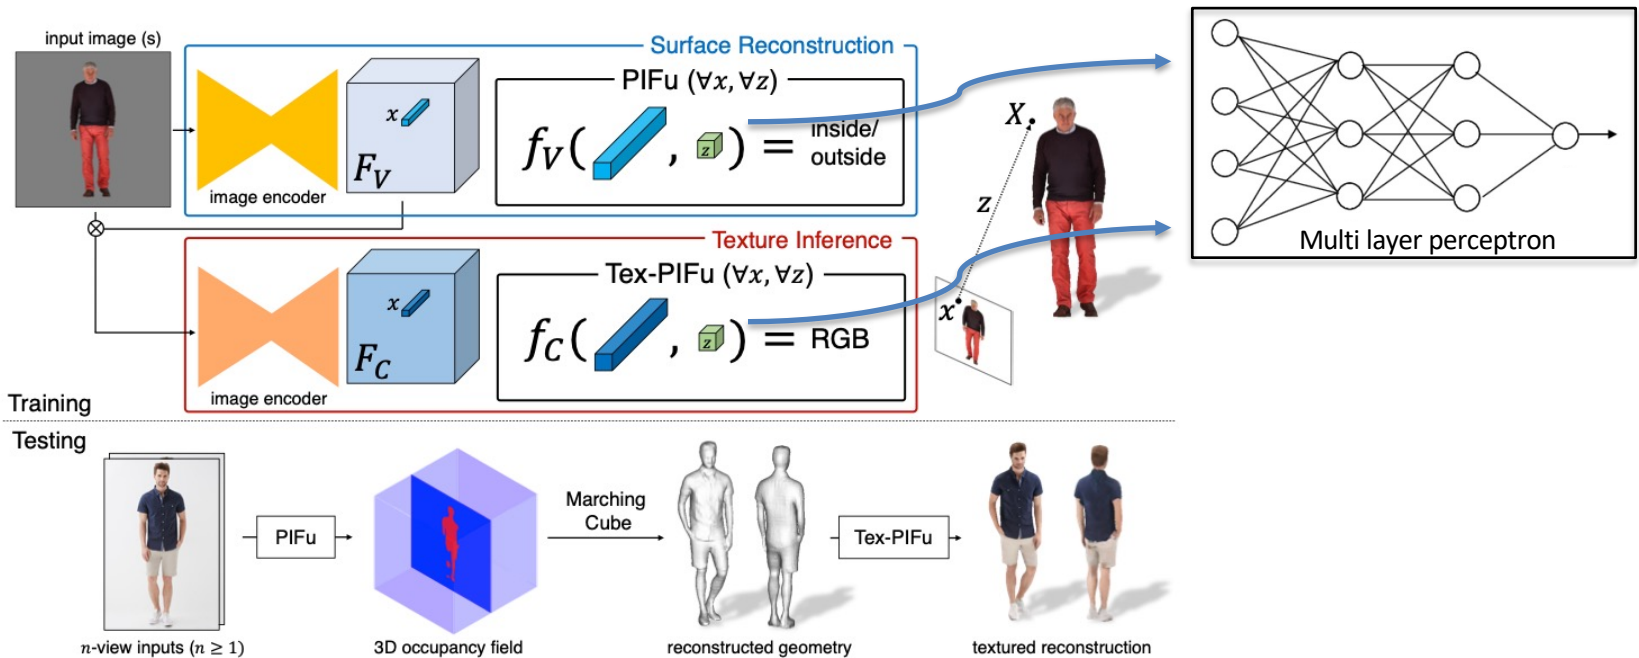 input image (s)
Surface Reconstruction
PIFu (∀x, ∀z)
x
F_V
f_V( , z ) = inside/
outside
image encoder
Texture Inference
Tex-PIFu (∀x, ∀z)
x
F_C
f_C( , z ) = RGB
image encoder
X
z
x
Multi layer perceptron
Training
Testing
PIFu
Marching
Cube
Tex-PIFu
n-view inputs (n ≥ 1)
3D occupancy field
reconstructed geometry
textured reconstruction